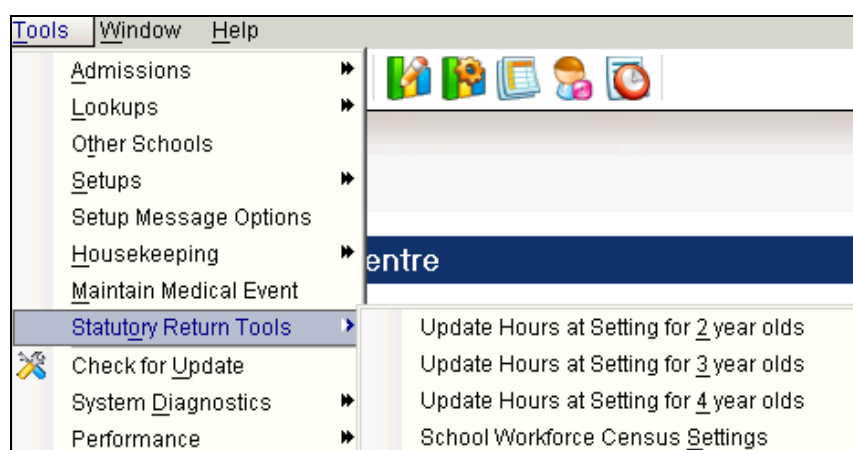 Tools Window Help
Admissions
Lookups
Other Schools
Setups
Setup Message Options
Housekeeping
entre
Maintain Medical Event
Statutory Return Tools
Update Hours at Setting for 2 year olds
Check for Update
Update Hours at Setting for 3 year olds
System Diagnostics
Update Hours at Setting for 4 year olds
Performance
School Workforce Census Settings